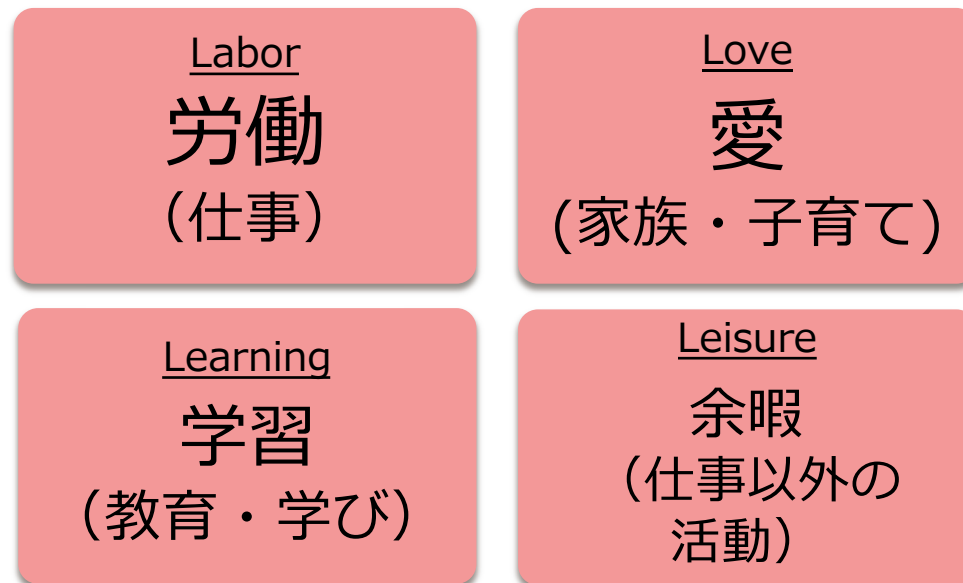 Labor
労働
（仕事）
Love
愛
(家族・子育て)
Learning
学習
（教育・学び）
Leisure
余暇
（仕事以外の
活動）